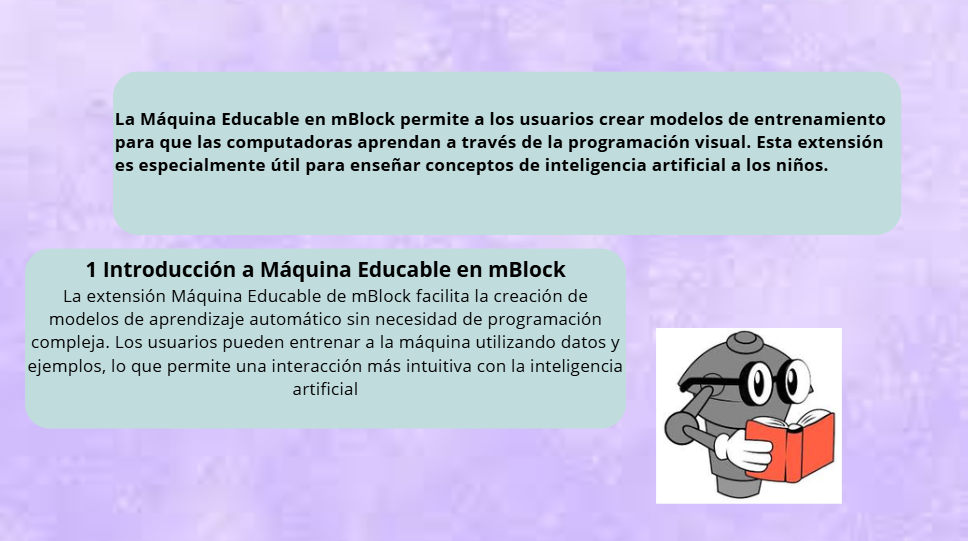 La Máquina Educable en mBlock permite a los usuarios crear modelos de entrenamiento
para que las computadoras aprendan a través de la programación visual. Esta extensión
es especialmente útil para enseñar conceptos de inteligencia artificial a los niños.
1 Introducción a Máquina Educable en mBlock
La extensión Máquina Educable de mBlock facilita la creación de
modelos de aprendizaje automático sin necesidad de programación
compleja. Los usuarios pueden entrenar a la máquina utilizando datos y
ejemplos, lo que permite una interacción más intuitiva con la inteligencia
artificial